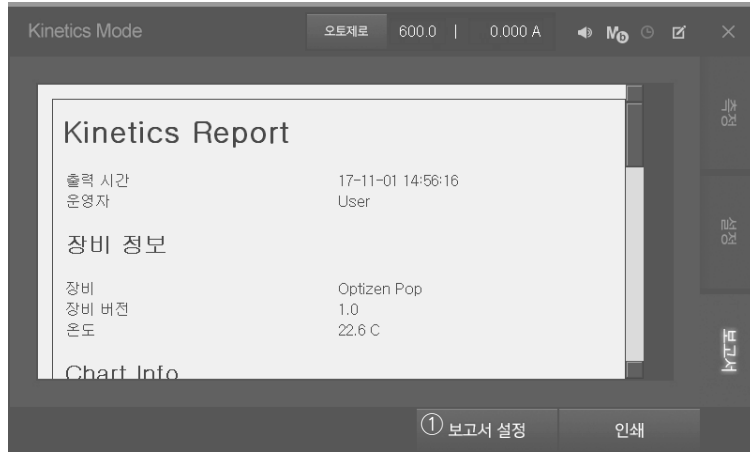 Kinetics Mode 오토제로 600.0 | 0.000 A
Kinetics Report
출력 시간 17-11-01 14:56:16
운영자 User
장비 정보
장비 Optizen Pop
장비 버전 1.0
온도 22.6 C
Chart Info
측정
설정
보고서
① 보고서 설정 인쇄